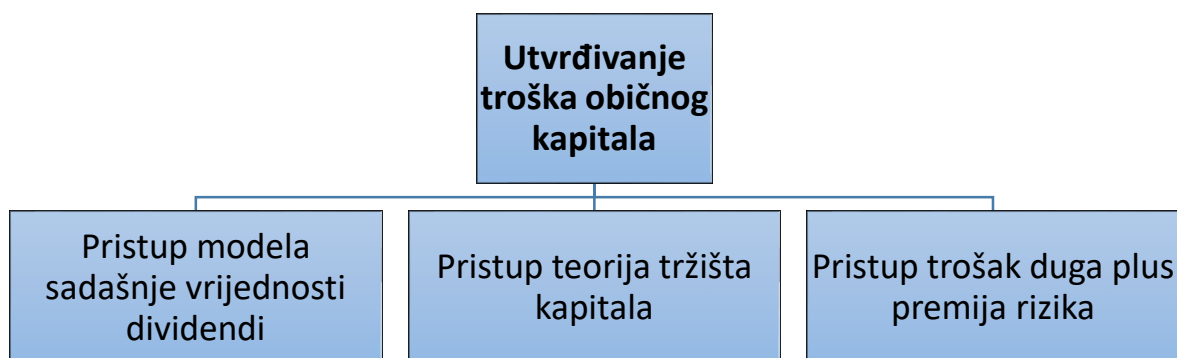 Utvrđivanje
troška običnog
kapitala
Pristup modela
sadašnje vrijednosti
dividendi
Pristup teorija tržišta
kapitala
Pristup trošak duga plus
premija rizika